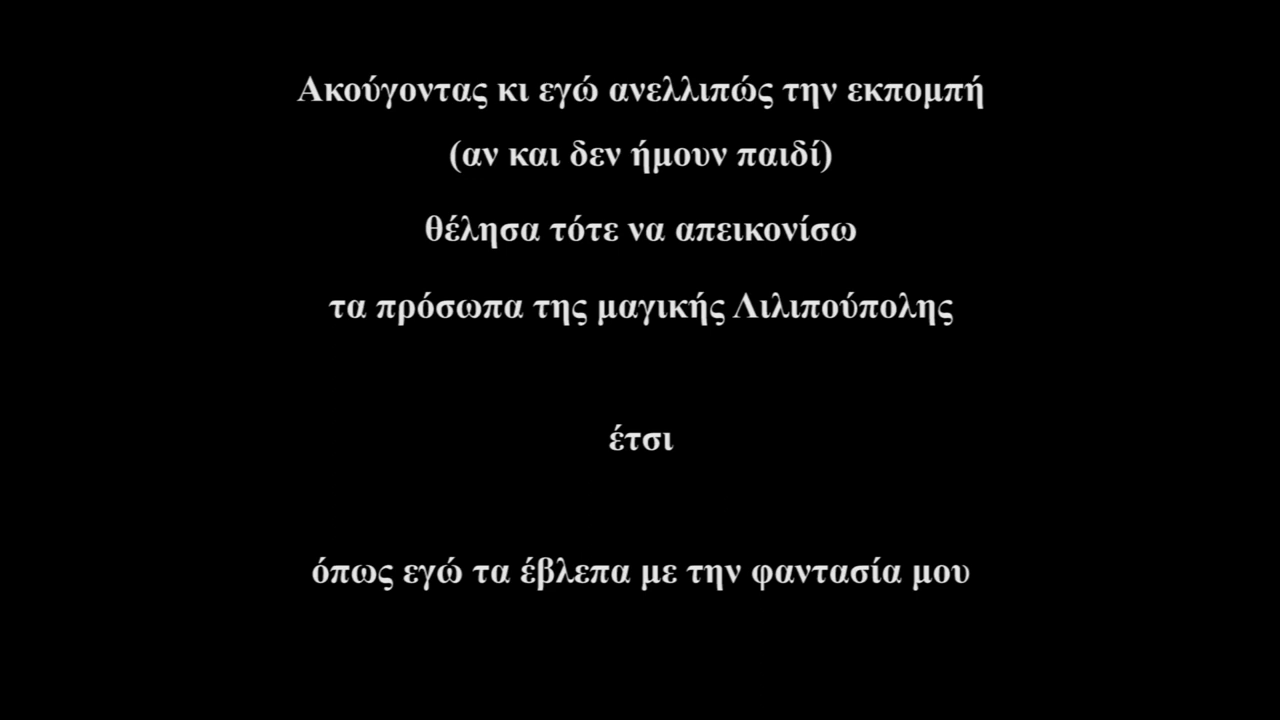 Ακούγοντας κι εγώ ανελλιπώς την εκπομπή
(αν και δεν ήμουν παιδί)
θέλησα τότε να απεικονίσω
τα πρόσωπα της μαγικής Λιλιπούπολης
έτσι
όπως εγώ τα έβλεπα με την φαντασία μου